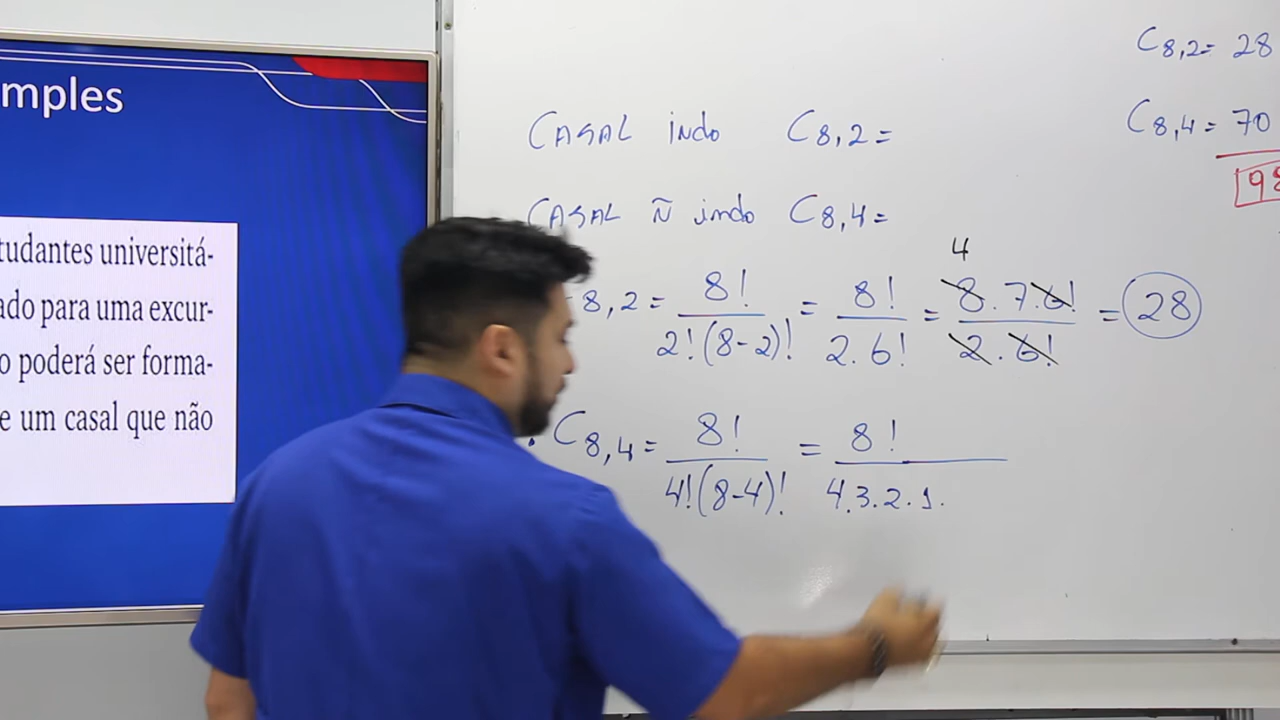 mples
tudantes universitá-
ado para uma excur-
o poderá ser forma-
e um casal que não
C8,2= 28
C8,4= 70
98
CASAL indo C8,2=
CASAL Ñ indo C8,4=
8,2= 8!/2!(8-2)! = 8!/2.6! = 4 8.7.6!/2.6! = 28
• C8,4= 8!/4!(8-4)! = 8!/4.3.2.1.